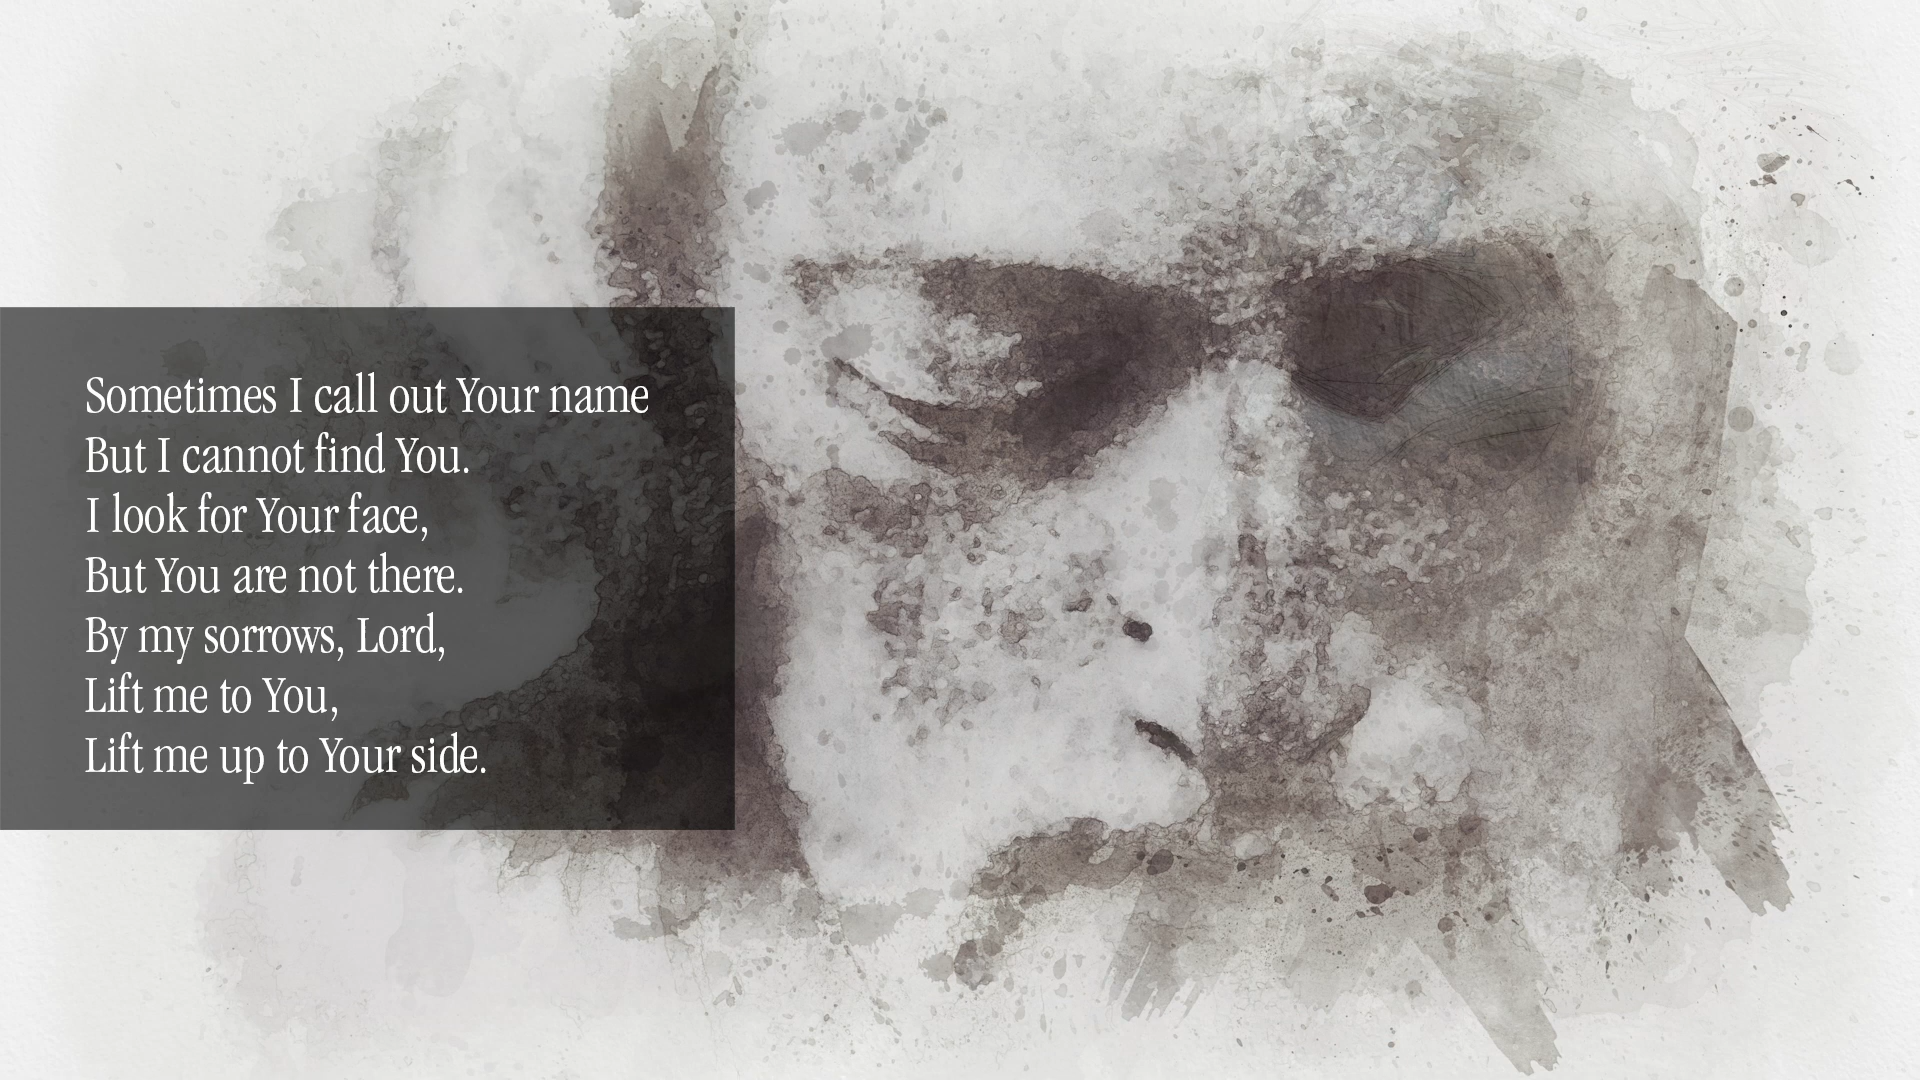 Sometimes I call out Your name
But I cannot find You.
I look for Your face,
But You are not there.
By my sorrows, Lord,
Lift me to You,
Lift me up to Your side.